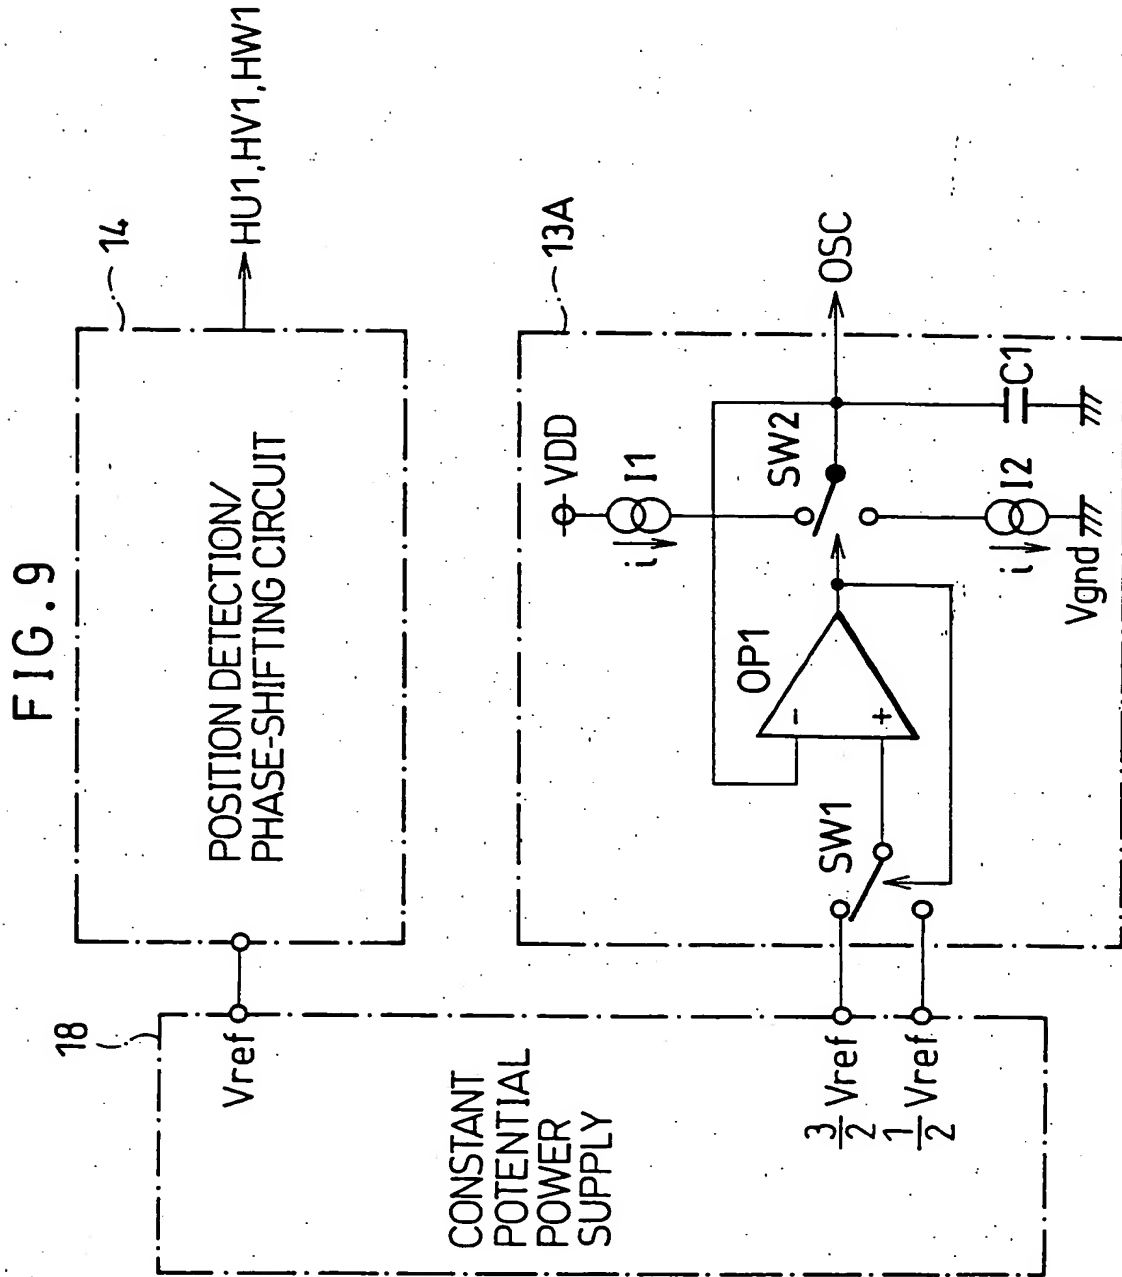 FIG. 9
18
CONSTANT
POTENTIAL
POWER
SUPPLY
Vref
3/2 Vref
1/2 Vref
14
POSITION DETECTION/
PHASE-SHIFTING CIRCUIT
HU1,HV1,HW1
13A
SW1
OP1
-
+
VDD
i
I1
SW2
OSC
i
I2
Vgnd
C1